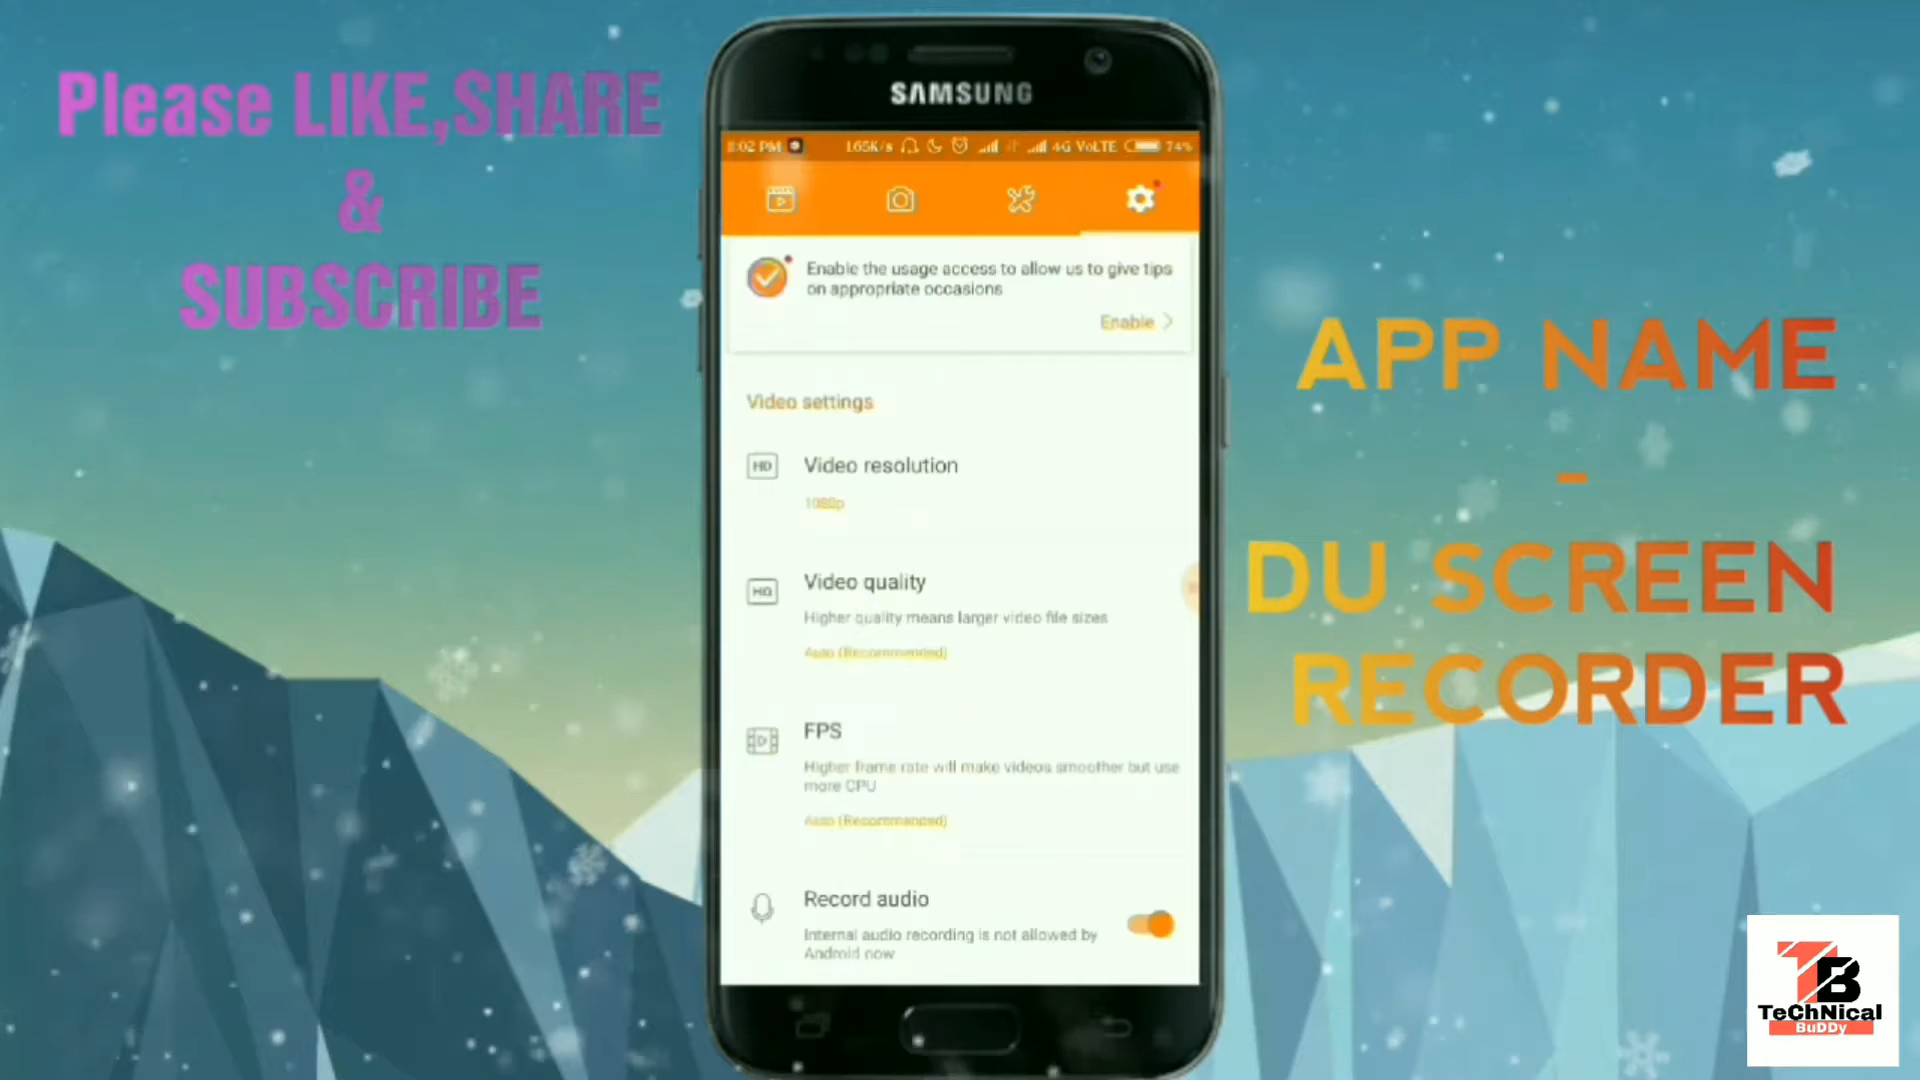 Please LIKE,SHARE
&
SUBSCRIBE
SAMSUNG
:02 PM 165K/s 4G VoLTE 74%
Enable the usage access to allow us to give tips
on appropriate occasions
Enable
Video settings
HD Video resolution
1080p
HQ Video quality
Higher quality means larger video file sizes
Auto (Recommended)
FPS
Higher frame rate will make videos smoother but use
more CPU
Auto (Recommended)
Record audio
Internal audio recording is not allowed by
Android now
APP NAME
-
DU SCREEN
RECORDER
TB
TeChNical
BuDDy